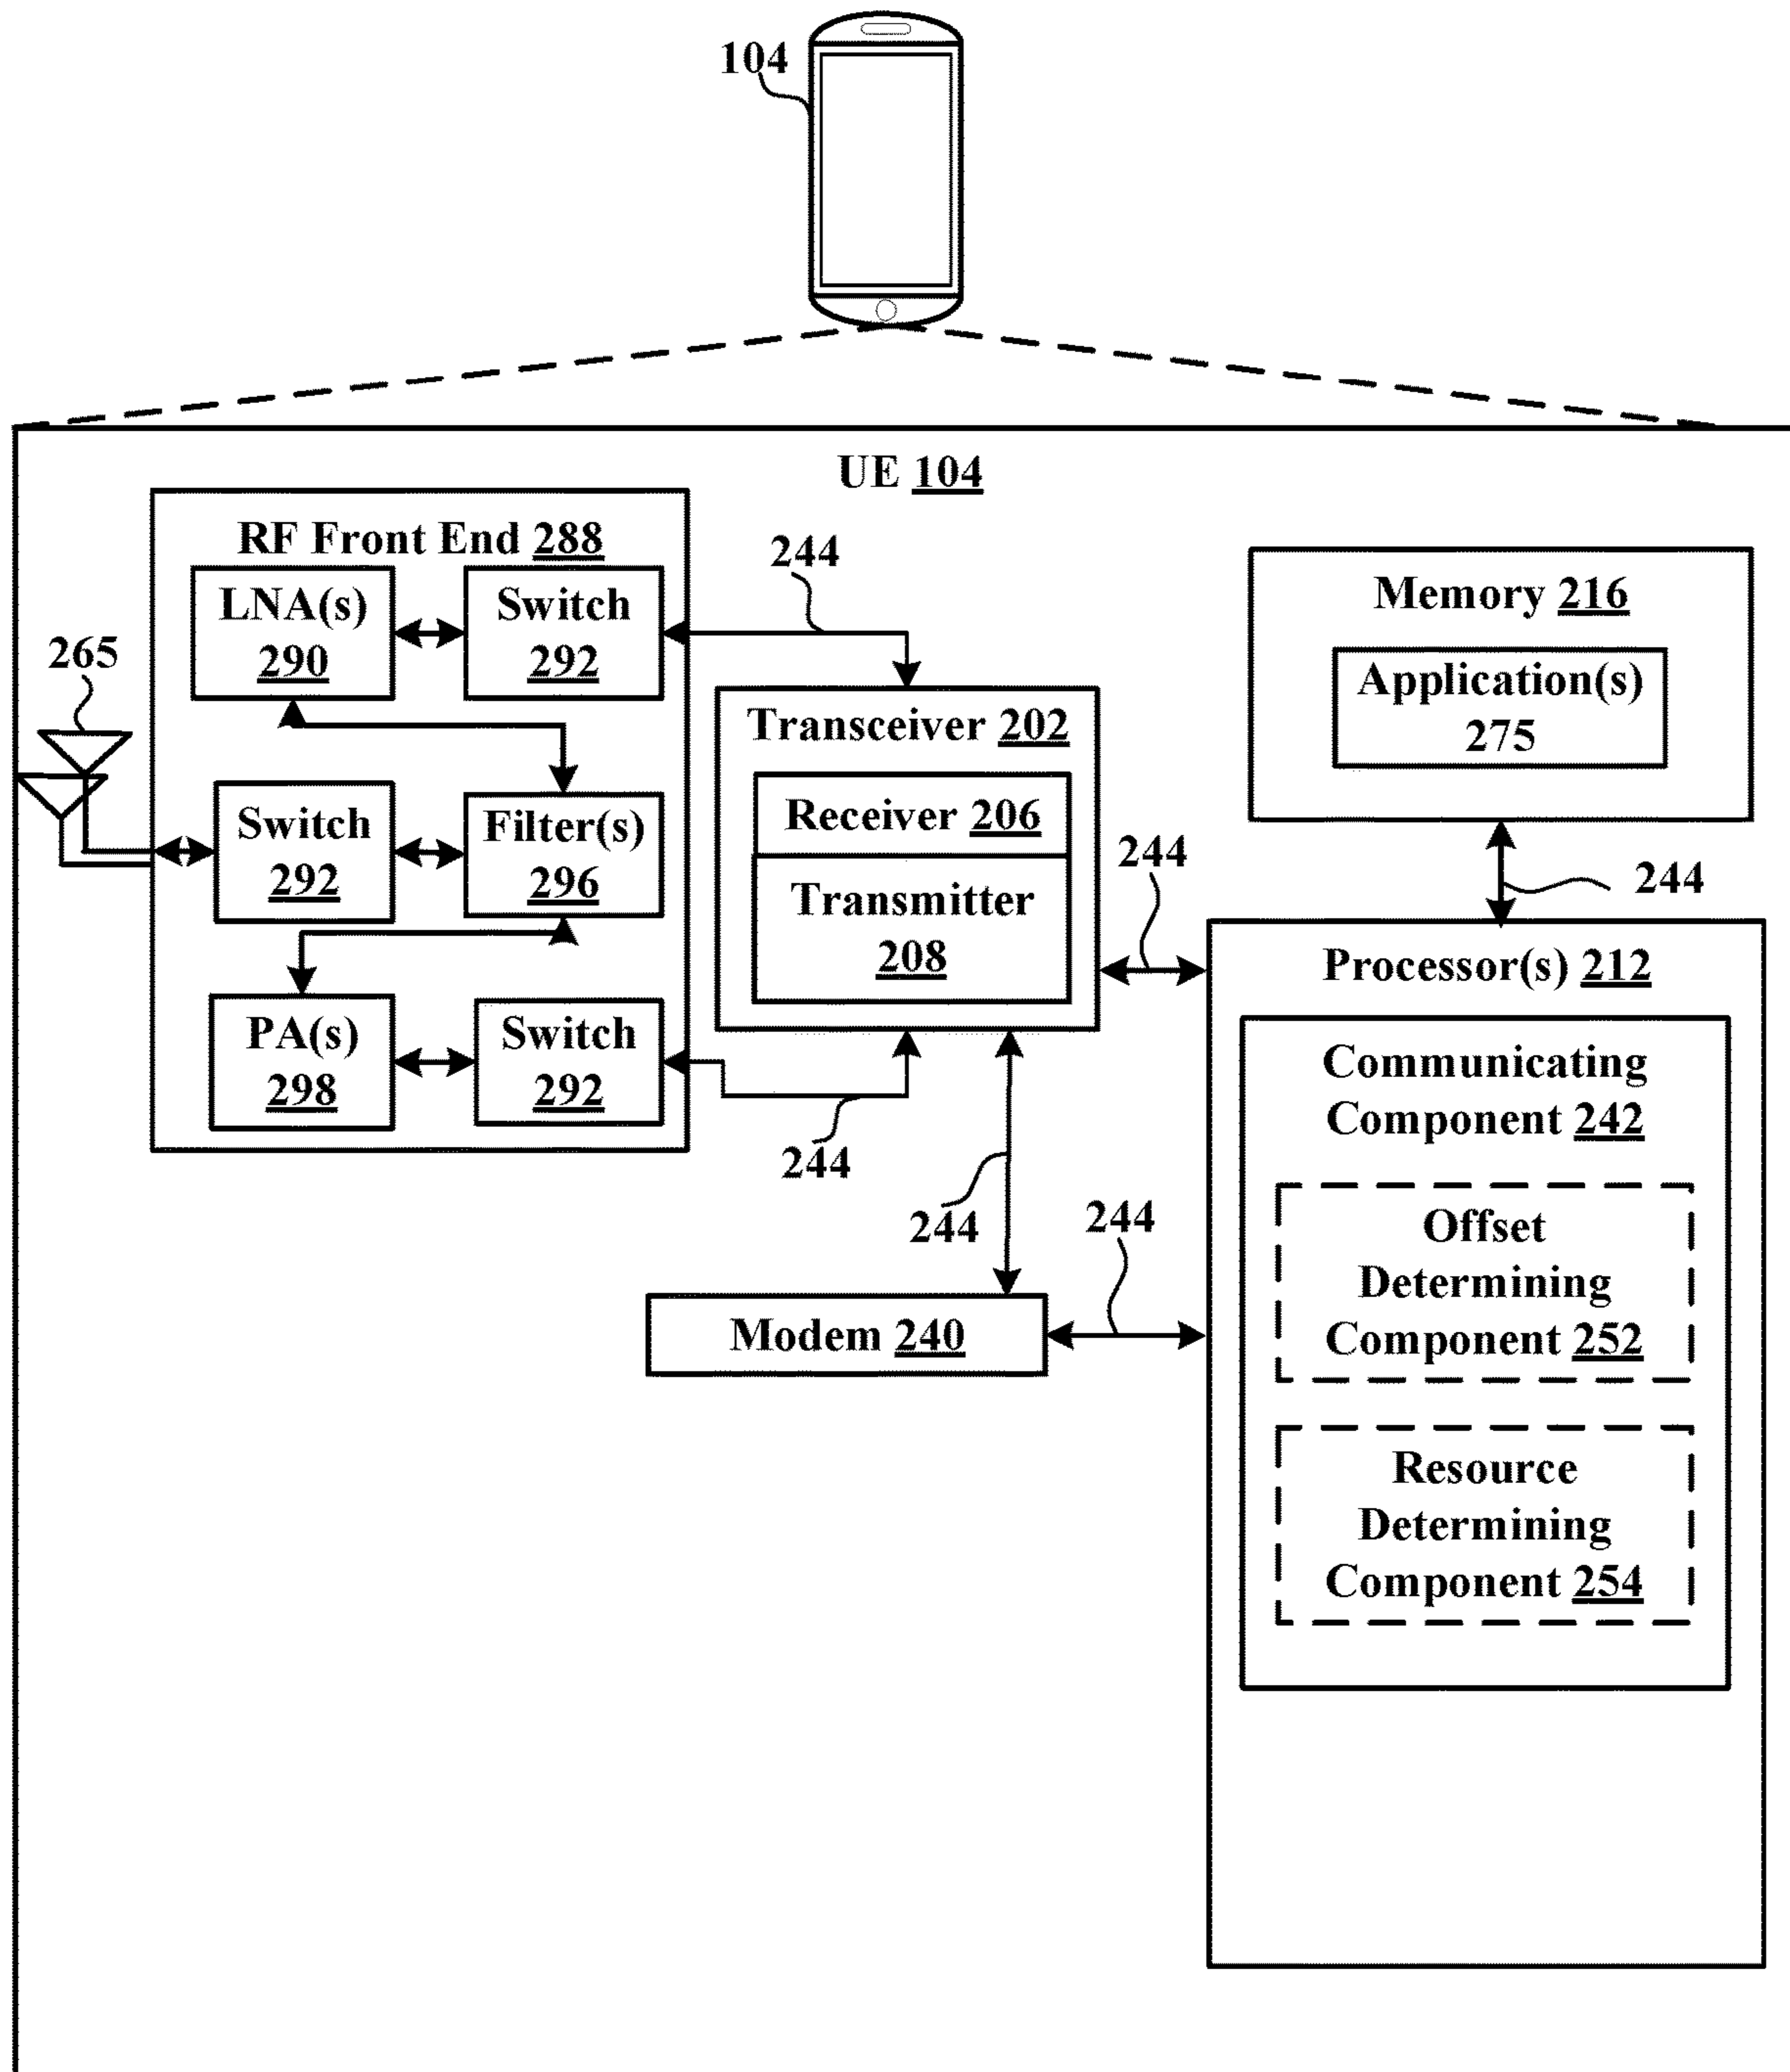 104
UE 104
RF Front End 288
LNA(s)
290
Switch
292
244
265
Switch
292
Filter(s)
296
PA(s)
298
Switch
292
244
Transceiver 202
Receiver 206
Transmitter
208
244
244
Memory 216
Application(s)
275
244
Modem 240
244
Processor(s) 212
Communicating
Component 242
Offset
Determining
Component 252
Resource
Determining
Component 254